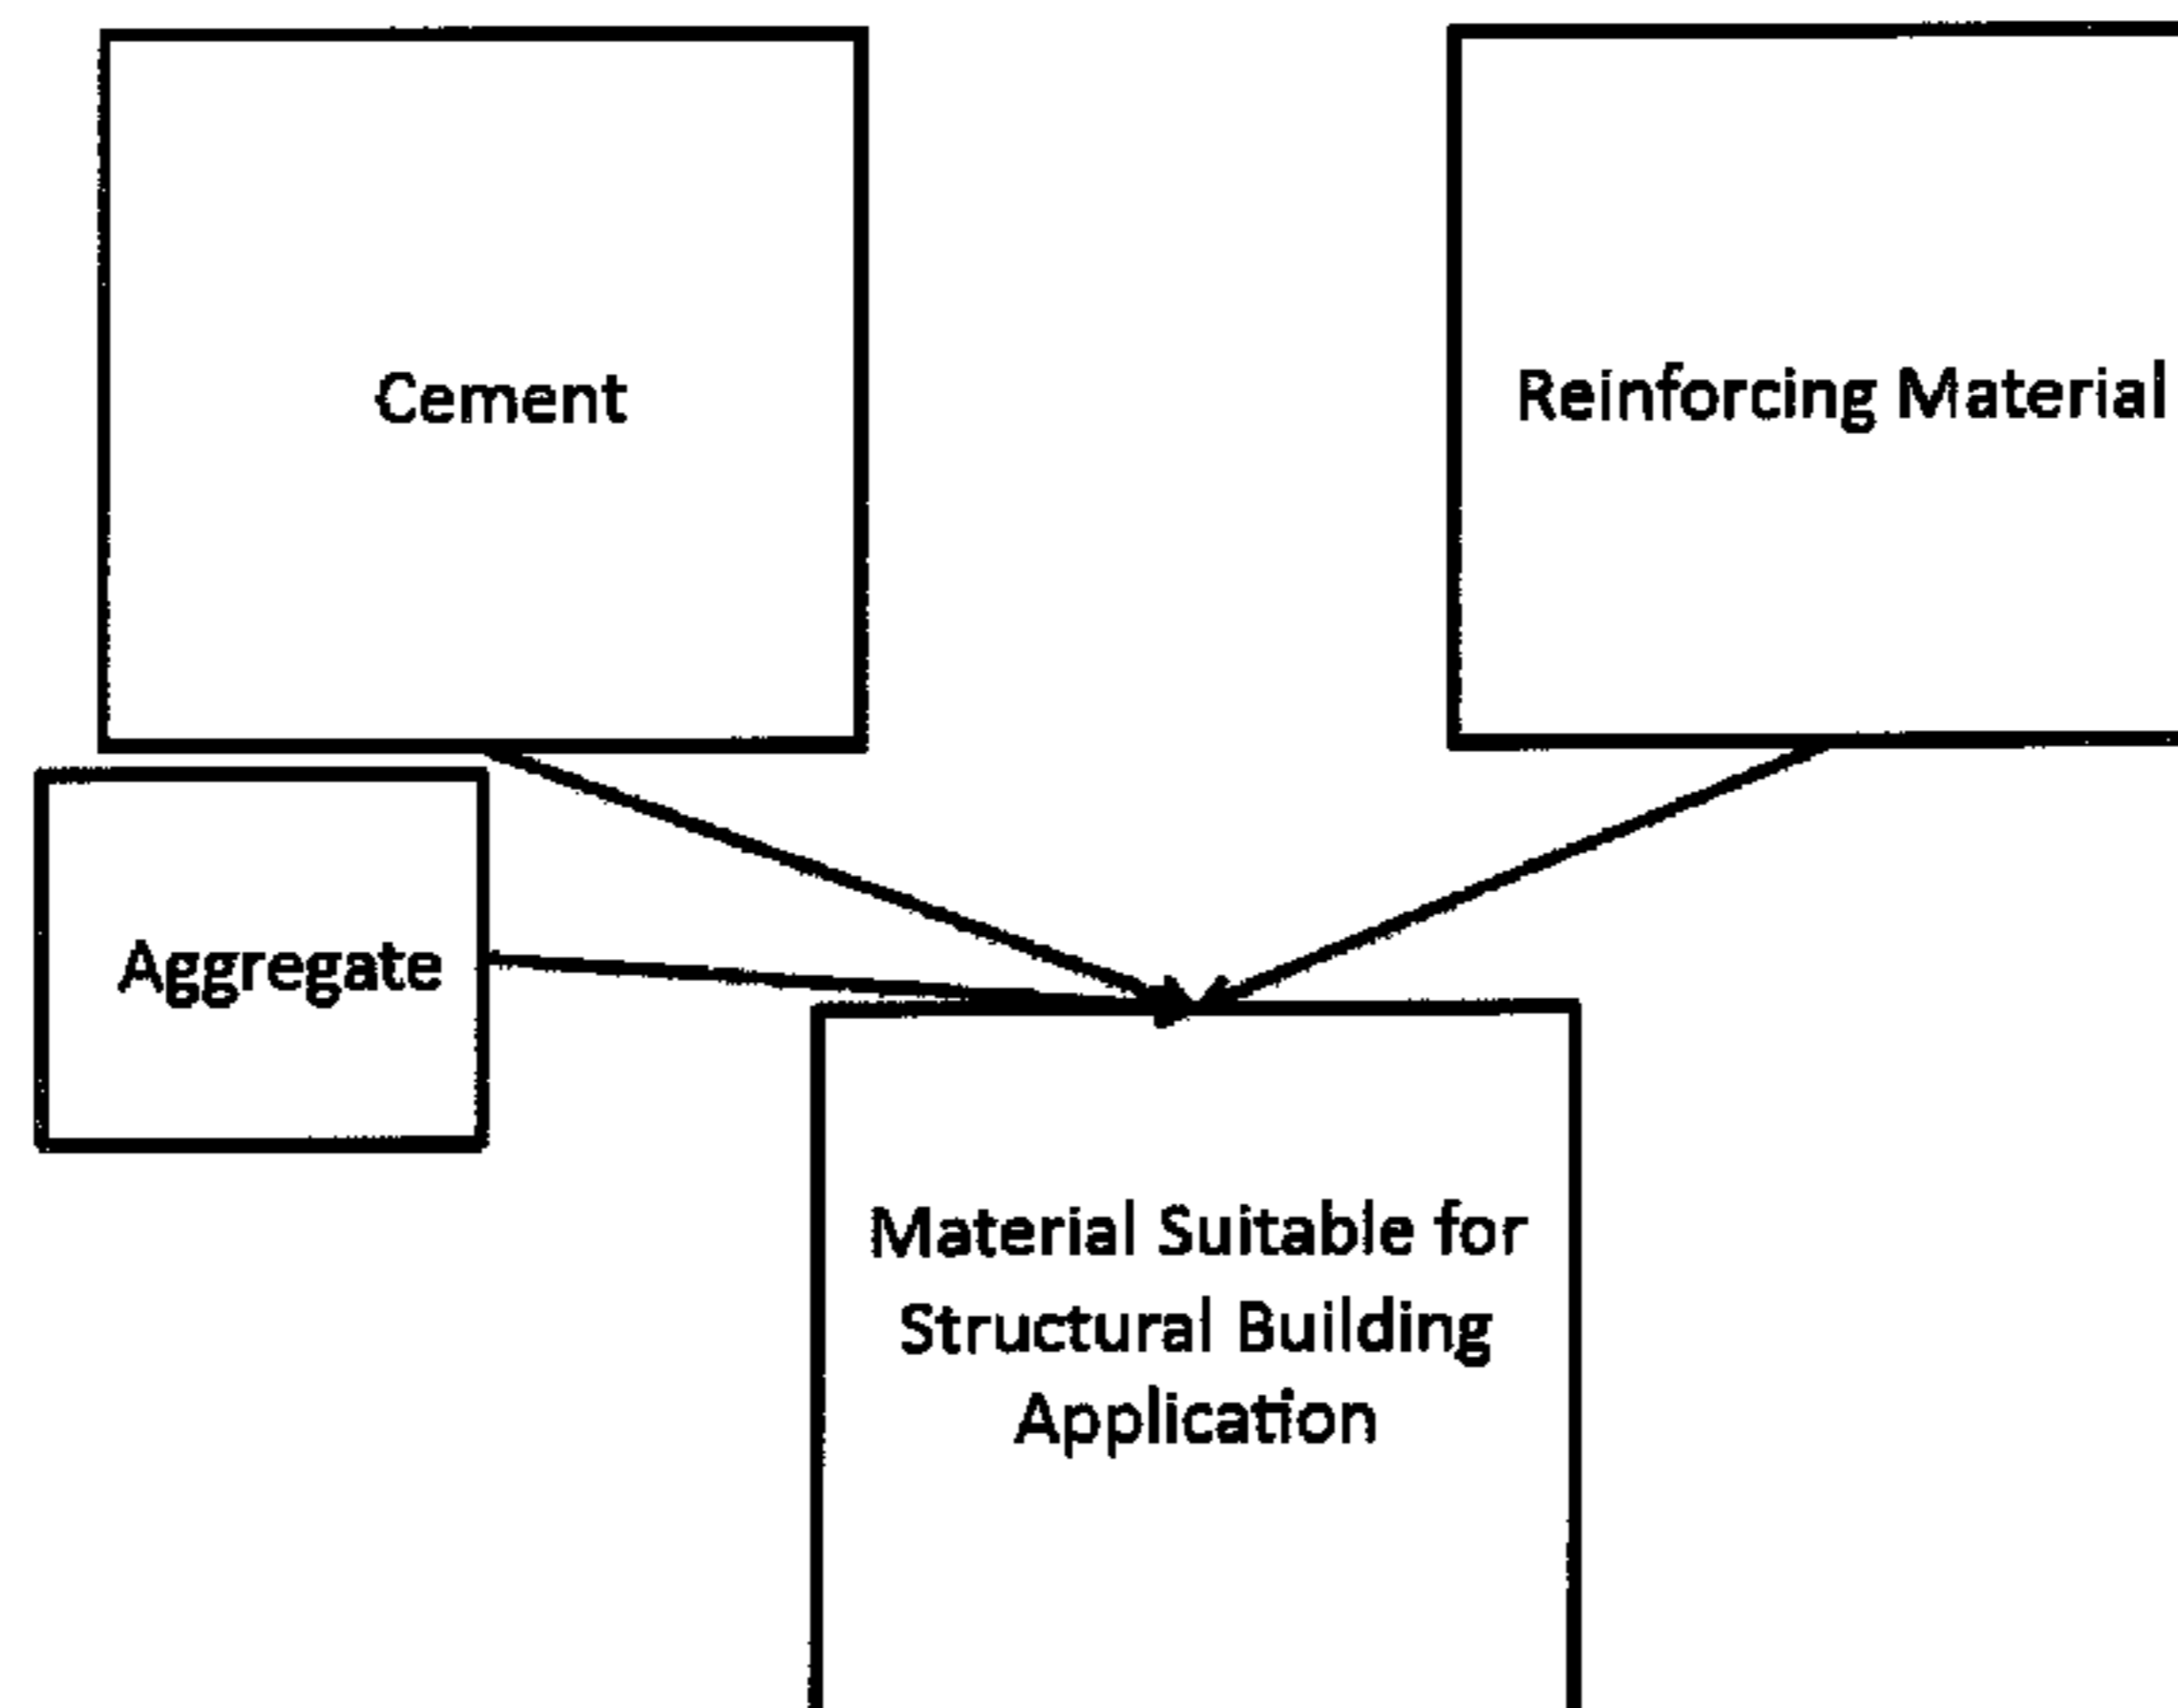 Cement
Reinforcing Material
Aggregate
Material Suitable for
Structural Building
Application